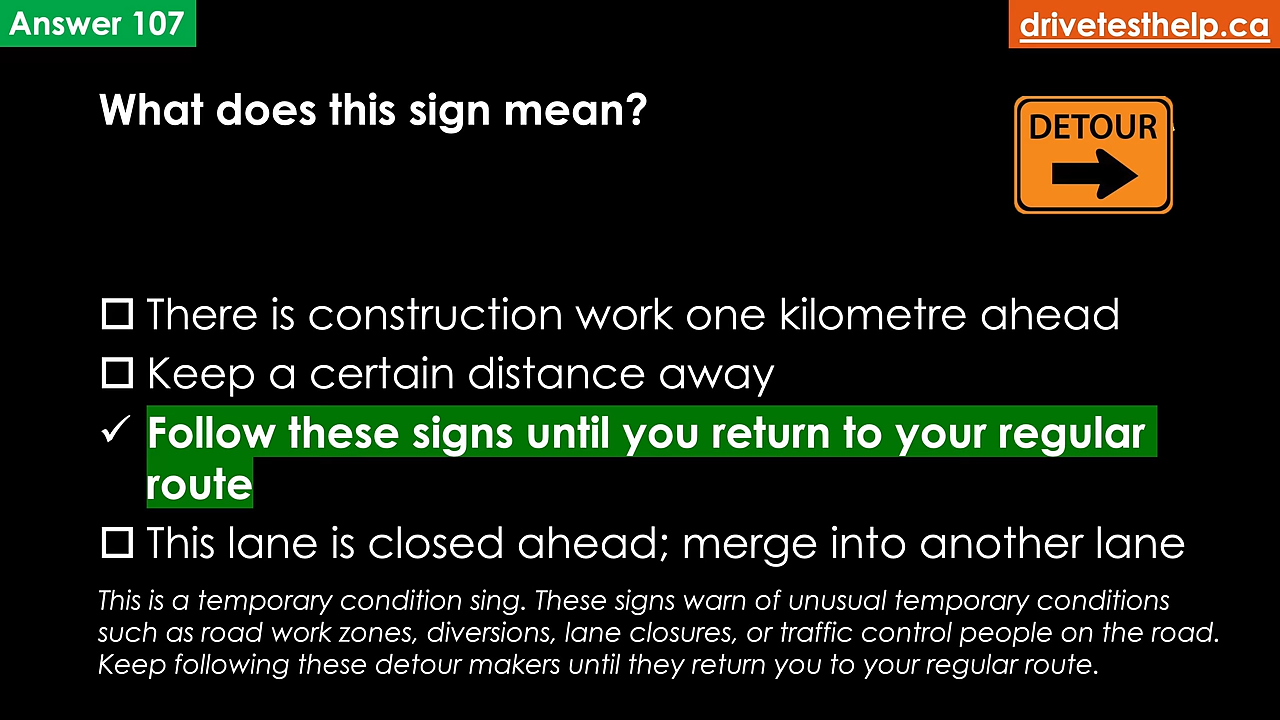 Answer 107
drivetesthelp.ca
What does this sign mean?
DETOUR
There is construction work one kilometre ahead
Keep a certain distance away
Follow these signs until you return to your regular
route
This lane is closed ahead; merge into another lane
This is a temporary condition sing. These signs warn of unusual temporary conditions
such as road work zones, diversions, lane closures, or traffic control people on the road.
Keep following these detour makers until they return you to your regular route.